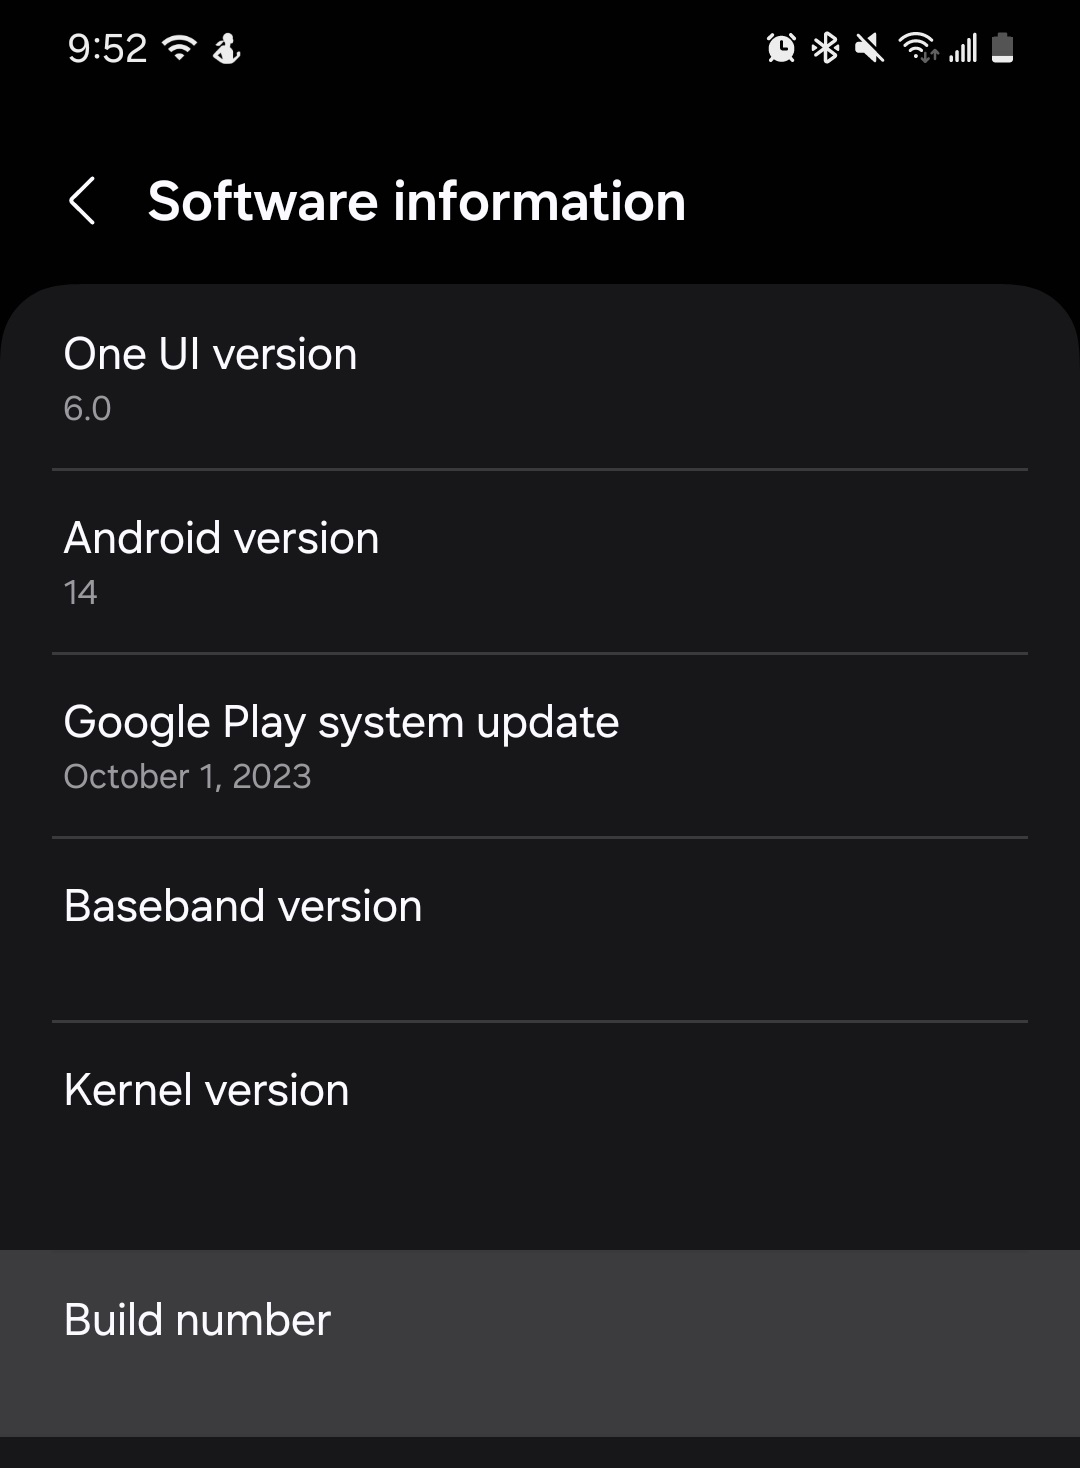 9:52
Software information
One UI version
6.0
Android version
14
Google Play system update
October 1, 2023
Baseband version
Kernel version
Build number